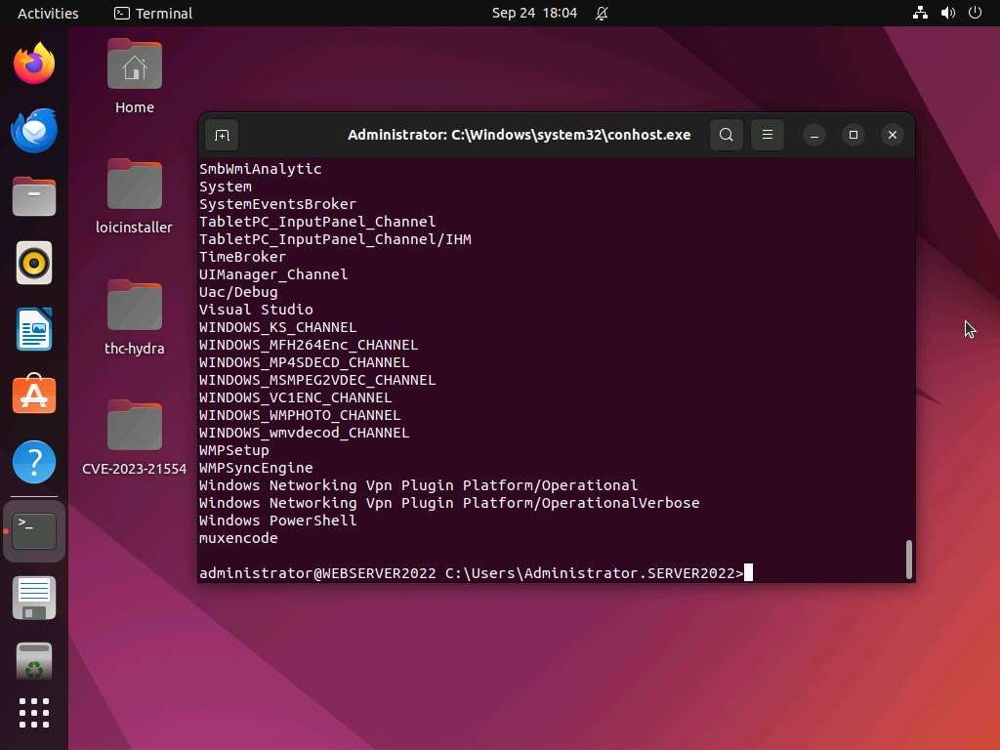 Activities
Terminal
Sep 24 18:04
Home
loicinstaller
thc-hydra
CVE-2023-21554
Administrator: C:\Windows\system32\conhost.exe
SmbWmiAnalytic
System
SystemEventsBroker
TabletPC_InputPanel_Channel
TabletPC_InputPanel_Channel/IHM
TimeBroker
UIManager_Channel
Uac/Debug
Visual Studio
WINDOWS_KS_CHANNEL
WINDOWS_MFH264Enc_CHANNEL
WINDOWS_MP4SDECD_CHANNEL
WINDOWS_MSMPEG2VDEC_CHANNEL
WINDOWS_VC1ENC_CHANNEL
WINDOWS_WMPHOTO_CHANNEL
WINDOWS_wmvdecod_CHANNEL
WMPSetup
WMPSyncEngine
Windows Networking Vpn Plugin Platform/Operational
Windows Networking Vpn Plugin Platform/OperationalVerbose
Windows PowerShell
muxencode
administrator@WEBSERVER2022 C:\Users\Administrator.SERVER2022>